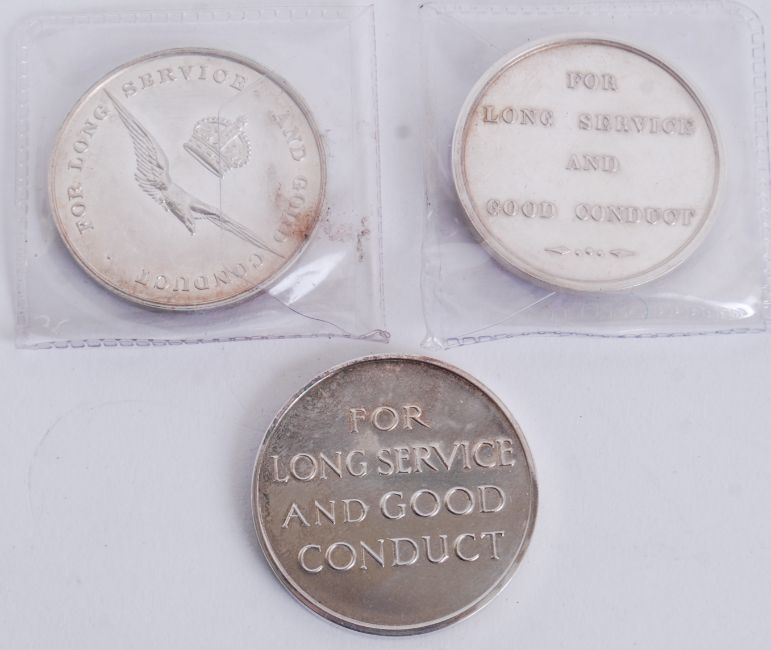 FOR LONG SERVICE AND GOOD CONDUCT
FOR
LONG SERVICE
AND
GOOD CONDUCT
FOR
LONG SERVICE
AND GOOD
CONDUCT